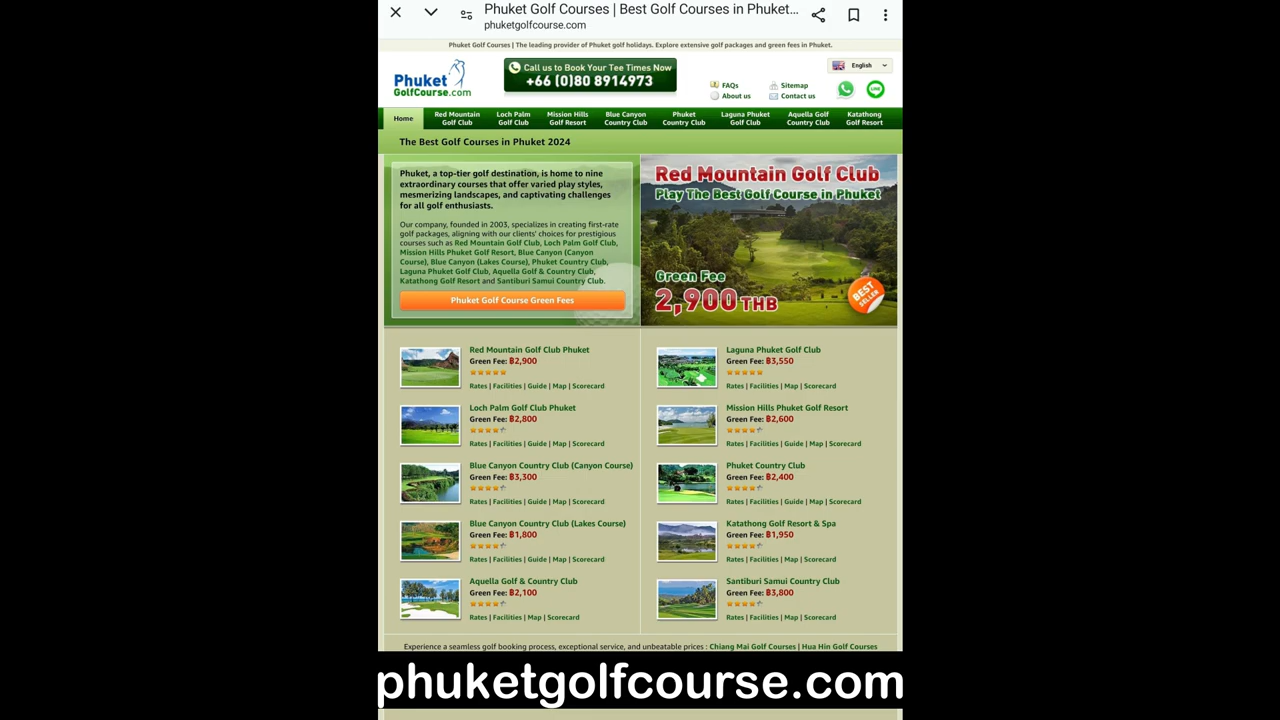 Phuket Golf Courses | Best Golf Courses in Phuket...
phuketgolfcourse.com
Phuket Golf Courses | The leading provider of Phuket golf holidays. Explore extensive golf packages and green fees in Phuket.
Phuket
GolfCourse.com
Call us to Book Your Tee Times Now
+66 (0)80 8914973
English
FAQs
Sitemap
About us
Contact us
LINE
Home
Red Mountain
Golf Club
Loch Palm
Golf Club
Mission Hills
Golf Resort
Blue Canyon
Country Club
Phuket
Country Club
Laguna Phuket
Golf Club
Aquella Golf
Country Club
Katathong
Golf Resort
The Best Golf Courses in Phuket 2024
Phuket, a top-tier golf destination, is home to nine
extraordinary courses that offer varied play styles,
mesmerizing landscapes, and captivating challenges
for all golf enthusiasts.
Our company, founded in 2003, specializes in creating first-rate
golf packages, aligning with our clients' choices for prestigious
courses such as Red Mountain Golf Club, Loch Palm Golf Club,
Mission Hills Phuket Golf Resort, Blue Canyon (Canyon
Course), Blue Canyon (Lakes Course), Phuket Country Club,
Laguna Phuket Golf Club, Aquella Golf & Country Club,
Katathong Golf Resort and Santiburi Samui Country Club.
Phuket Golf Course Green Fees
Red Mountain Golf Club
Play The Best Golf Course in Phuket
Green Fee
2,900 THB
BEST
SELLER
Red Mountain Golf Club Phuket
Green Fee: ฿2,900
Rates | Facilities | Guide | Map | Scorecard
Laguna Phuket Golf Club
Green Fee: ฿3,550
Rates | Facilities | Map | Scorecard
Loch Palm Golf Club Phuket
Green Fee: ฿2,800
Rates | Facilities | Guide | Map | Scorecard
Mission Hills Phuket Golf Resort
Green Fee: ฿2,600
Rates | Facilities | Guide | Map | Scorecard
Blue Canyon Country Club (Canyon Course)
Green Fee: ฿3,300
Rates | Facilities | Guide | Map | Scorecard
Phuket Country Club
Green Fee: ฿2,400
Rates | Facilities | Guide | Map | Scorecard
Blue Canyon Country Club (Lakes Course)
Green Fee: ฿1,800
Rates | Facilities | Guide | Map | Scorecard
Katathong Golf Resort & Spa
Green Fee: ฿1,950
Rates | Facilities | Map | Scorecard
Aquella Golf & Country Club
Green Fee: ฿2,100
Rates | Facilities | Map | Scorecard
Santiburi Samui Country Club
Green Fee: ฿3,800
Rates | Facilities | Map | Scorecard
Experience a seamless golf booking process, exceptional service, and unbeatable prices : Chiang Mai Golf Courses | Hua Hin Golf Courses
phuketgolfcourse.com